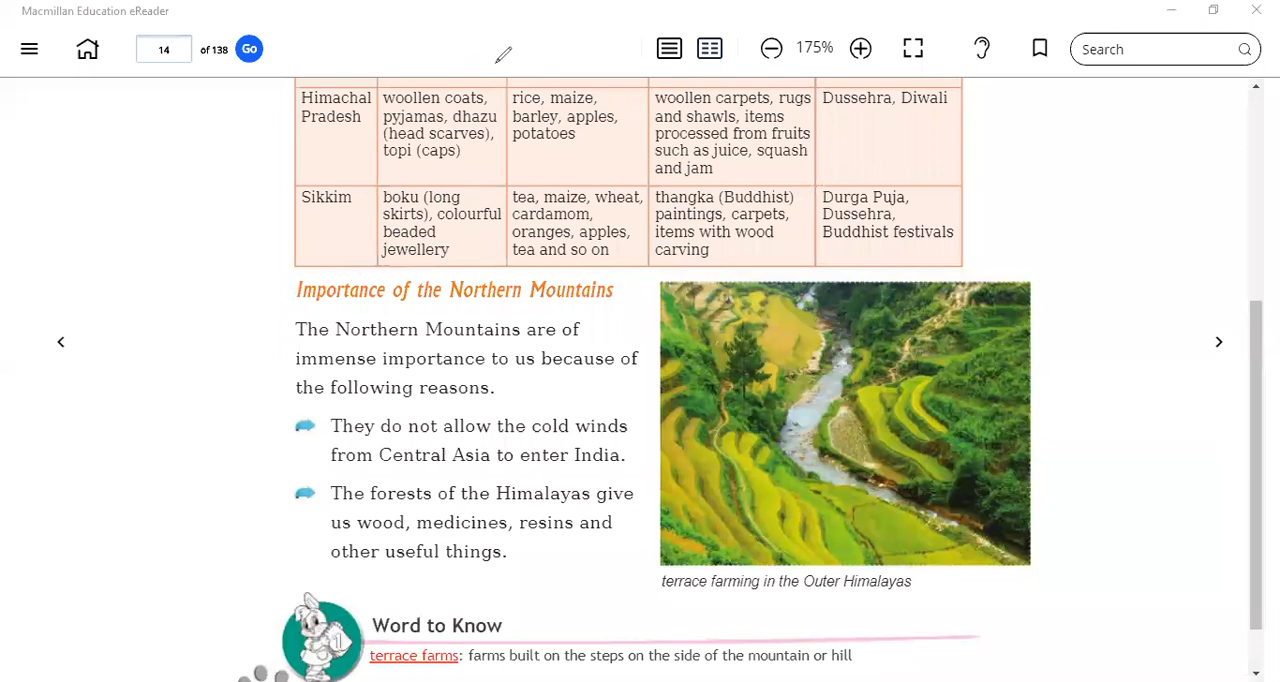 Macmillan Education eReader
14 of 138 Go
175%
Search
Himachal Pradesh
woollen coats, pyjamas, dhazu (head scarves), topi (caps)
rice, maize, barley, apples, potatoes
woollen carpets, rugs and shawls, items processed from fruits such as juice, squash and jam
Dussehra, Diwali
Sikkim
boku (long skirts), colourful beaded jewellery
tea, maize, wheat, cardamom, oranges, apples, tea and so on
thangka (Buddhist) paintings, carpets, items with wood carving
Durga Puja, Dussehra, Buddhist festivals
Importance of the Northern Mountains
The Northern Mountains are of
immense importance to us because of
the following reasons.
They do not allow the cold winds
from Central Asia to enter India.
The forests of the Himalayas give
us wood, medicines, resins and
other useful things.
terrace farming in the Outer Himalayas
1
Word to Know
terrace farms: farms built on the steps on the side of the mountain or hill